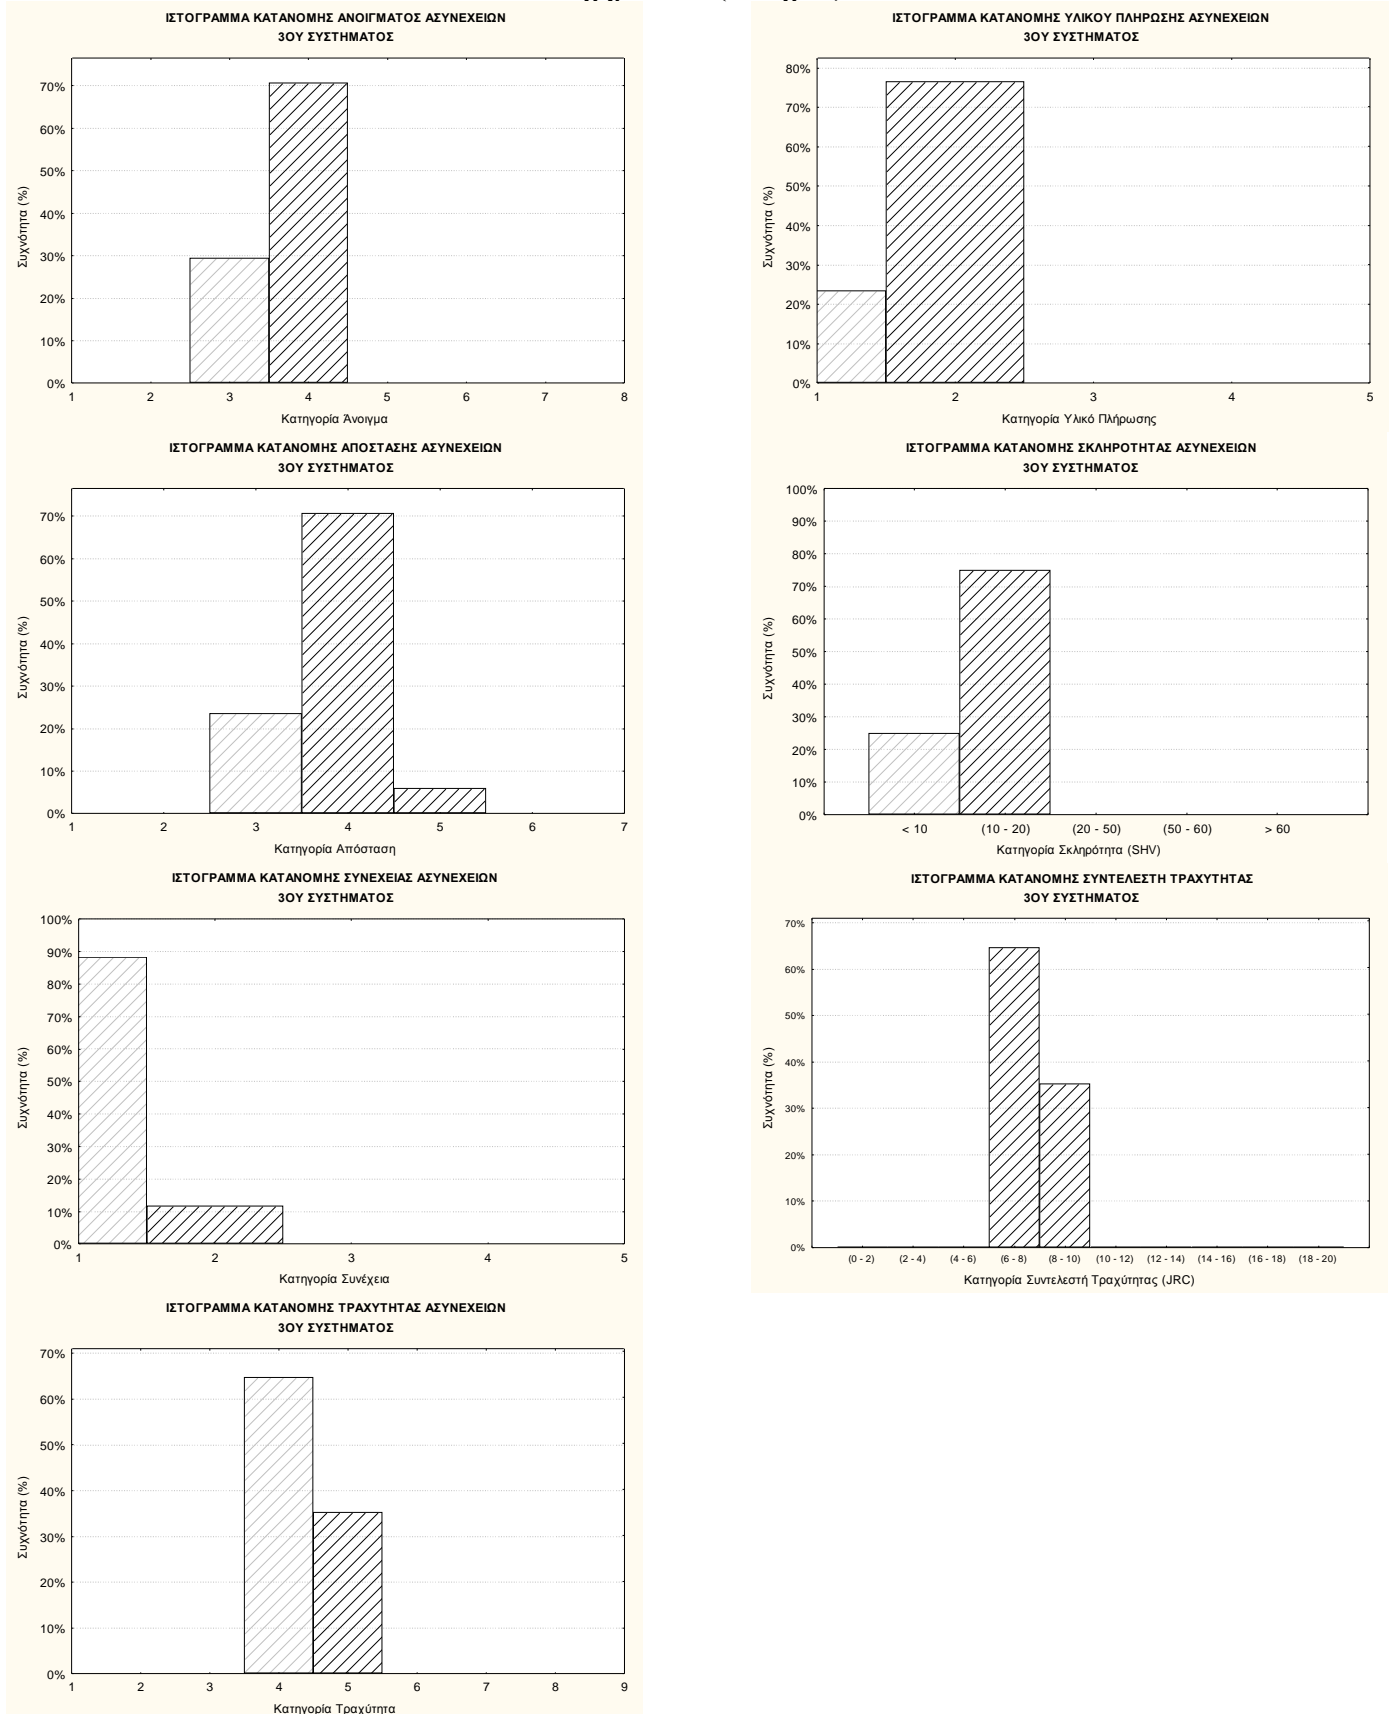 ΙΣΤΟΓΡΑΜΜΑ ΚΑΤΑΝΟΜΗΣ ΑΝΟΙΓΜΑΤΟΣ ΑΣΥΝΕΧΕΙΩΝ
3ΟΥ ΣΥΣΤΗΜΑΤΟΣ
70%
60%
50%
40%
30%
20%
10%
0%
Συχνότητα (%)
1 2 3 4 5 6 7 8
Κατηγορία Άνοιγμα
ΙΣΤΟΓΡΑΜΜΑ ΚΑΤΑΝΟΜΗΣ ΥΛΙΚΟΥ ΠΛΗΡΩΣΗΣ ΑΣΥΝΕΧΕΙΩΝ
3ΟΥ ΣΥΣΤΗΜΑΤΟΣ
80%
70%
60%
50%
40%
30%
20%
10%
0%
Συχνότητα (%)
1 2 3 4 5
Κατηγορία Υλικό Πλήρωσης
ΙΣΤΟΓΡΑΜΜΑ ΚΑΤΑΝΟΜΗΣ ΑΠΟΣΤΑΣΗΣ ΑΣΥΝΕΧΕΙΩΝ
3ΟΥ ΣΥΣΤΗΜΑΤΟΣ
70%
60%
50%
40%
30%
20%
10%
0%
Συχνότητα (%)
1 2 3 4 5 6 7
Κατηγορία Απόσταση
ΙΣΤΟΓΡΑΜΜΑ ΚΑΤΑΝΟΜΗΣ ΣΚΛΗΡΟΤΗΤΑΣ ΑΣΥΝΕΧΕΙΩΝ
3ΟΥ ΣΥΣΤΗΜΑΤΟΣ
100%
90%
80%
70%
60%
50%
40%
30%
20%
10%
0%
Συχνότητα (%)
< 10 (10 - 20) (20 - 50) (50 - 60) > 60
Κατηγορία Σκληρότητα (SHV)
ΙΣΤΟΓΡΑΜΜΑ ΚΑΤΑΝΟΜΗΣ ΣΥΝΕΧΕΙΑΣ ΑΣΥΝΕΧΕΙΩΝ
3ΟΥ ΣΥΣΤΗΜΑΤΟΣ
100%
90%
80%
70%
60%
50%
40%
30%
20%
10%
0%
Συχνότητα (%)
1 2 3 4 5
Κατηγορία Συνέχεια
ΙΣΤΟΓΡΑΜΜΑ ΚΑΤΑΝΟΜΗΣ ΣΥΝΤΕΛΕΣΤΗ ΤΡΑΧΥΤΗΤΑΣ
3ΟΥ ΣΥΣΤΗΜΑΤΟΣ
70%
60%
50%
40%
30%
20%
10%
0%
Συχνότητα (%)
(0 - 2) (2 - 4) (4 - 6) (6 - 8) (8 - 10) (10 - 12) (12 - 14) (14 - 16) (16 - 18) (18 - 20)
Κατηγορία Συντελεστή Τραχύτητας (JRC)
ΙΣΤΟΓΡΑΜΜΑ ΚΑΤΑΝΟΜΗΣ ΤΡΑΧΥΤΗΤΑΣ ΑΣΥΝΕΧΕΙΩΝ
3ΟΥ ΣΥΣΤΗΜΑΤΟΣ
70%
60%
50%
40%
30%
20%
10%
0%
Συχνότητα (%)
1 2 3 4 5 6 7 8 9
Κατηγορία Τραχύτητα